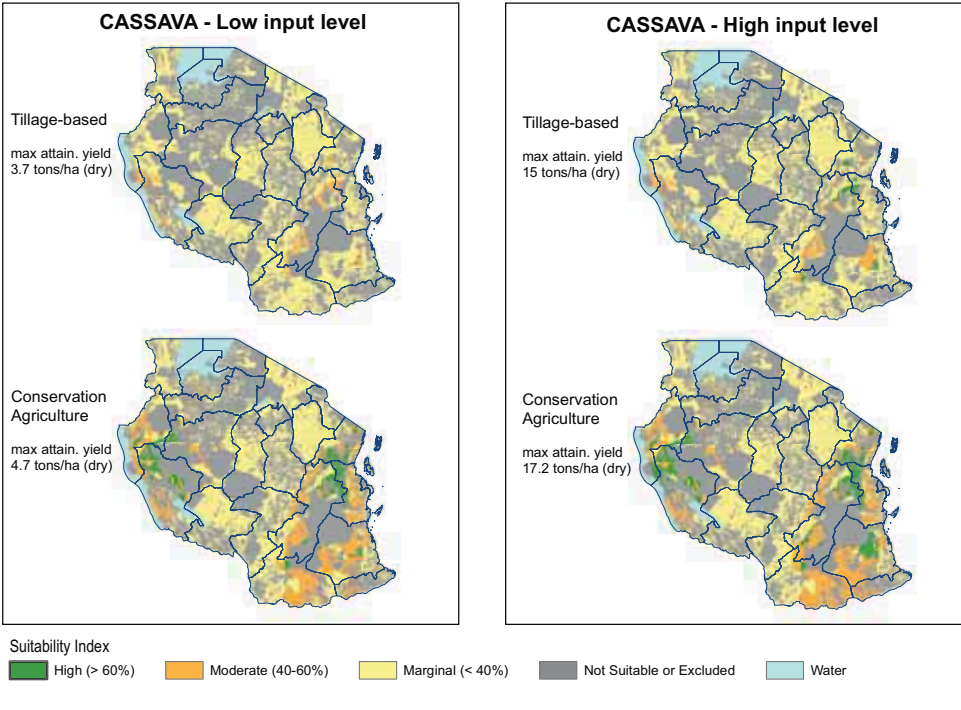 CASSAVA - Low input level
Tillage-based
max attain. yield
3.7 tons/ha (dry)
Conservation
Agriculture
max attain. yield
4.7 tons/ha (dry)
CASSAVA - High input level
Tillage-based
max attain. yield
15 tons/ha (dry)
Conservation
Agriculture
max attain. yield
17.2 tons/ha (dry)
Suitability Index
High (> 60%)
Moderate (40-60%)
Marginal (< 40%)
Not Suitable or Excluded
Water